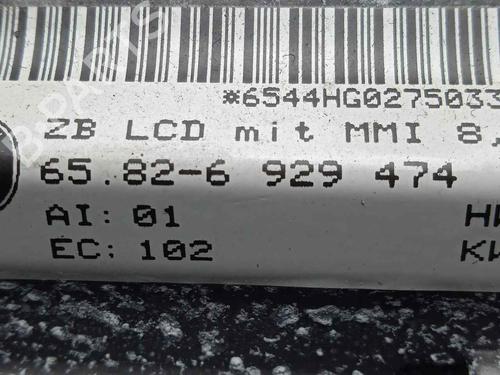 *6544HG0275033
ZB LCD mit MMI 8,
65.82-6 929 474
AI: 01
EC: 102